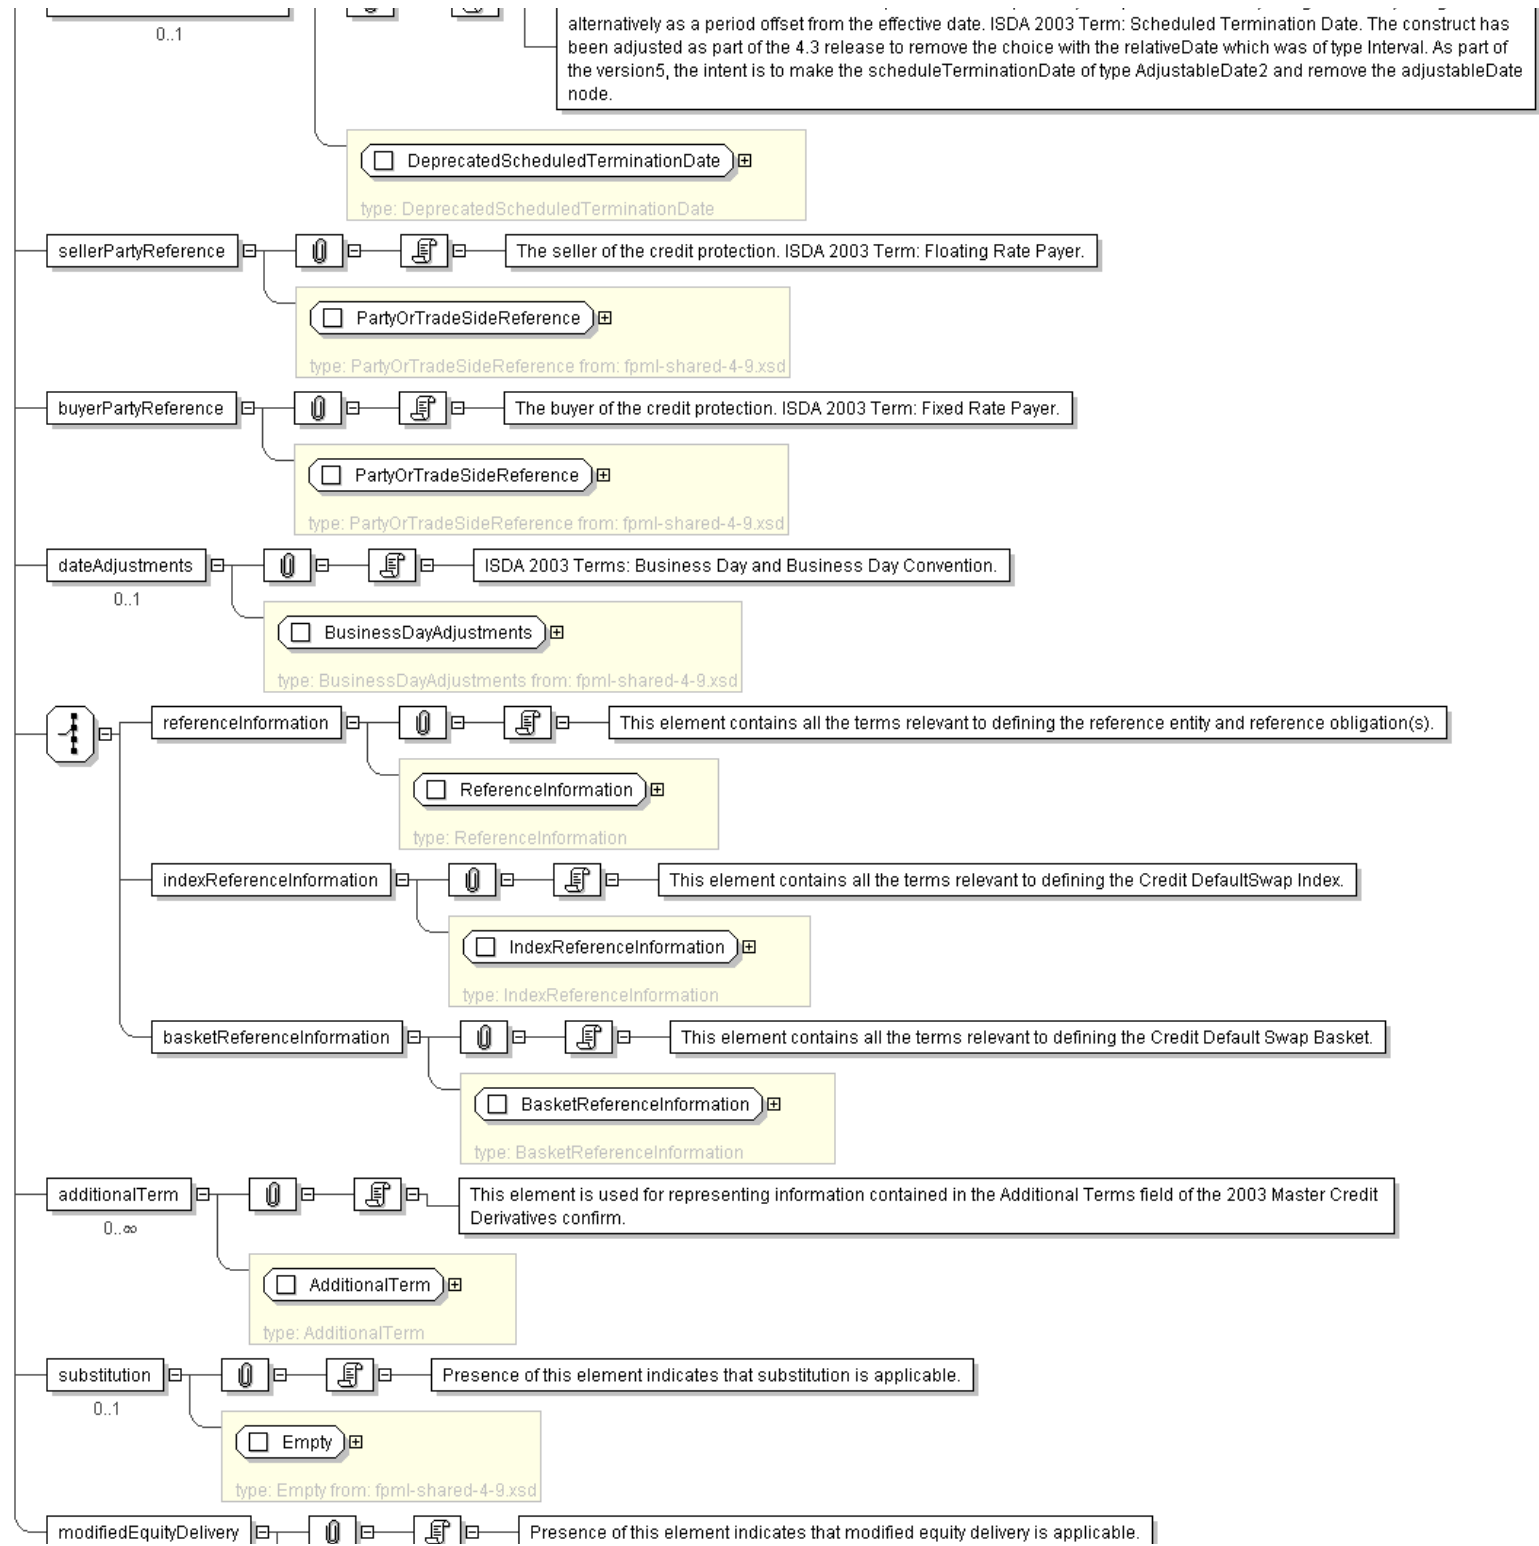 0..1
alternatively as a period offset from the effective date. ISDA 2003 Term: Scheduled Termination Date. The construct has
been adjusted as part of the 4.3 release to remove the choice with the relativeDate which was of type Interval. As part of
the version5, the intent is to make the scheduleTerminationDate of type AdjustableDate2 and remove the adjustableDate
node.
DeprecatedScheduledTerminationDate
type: DeprecatedScheduledTerminationDate
sellerPartyReference
The seller of the credit protection. ISDA 2003 Term: Floating Rate Payer.
PartyOrTradeSideReference
type: PartyOrTradeSideReference from: fpml-shared-4-9.xsd
buyerPartyReference
The buyer of the credit protection. ISDA 2003 Term: Fixed Rate Payer.
PartyOrTradeSideReference
type: PartyOrTradeSideReference from: fpml-shared-4-9.xsd
dateAdjustments
ISDA 2003 Terms: Business Day and Business Day Convention.
0..1
BusinessDayAdjustments
type: BusinessDayAdjustments from: fpml-shared-4-9.xsd
referenceInformation
This element contains all the terms relevant to defining the reference entity and reference obligation(s).
ReferenceInformation
type: ReferenceInformation
indexReferenceInformation
This element contains all the terms relevant to defining the Credit DefaultSwap Index.
IndexReferenceInformation
type: IndexReferenceInformation
basketReferenceInformation
This element contains all the terms relevant to defining the Credit Default Swap Basket.
BasketReferenceInformation
type: BasketReferenceInformation
additionalTerm
This element is used for representing information contained in the Additional Terms field of the 2003 Master Credit
Derivatives confirm.
0..∞
AdditionalTerm
type: AdditionalTerm
substitution
Presence of this element indicates that substitution is applicable.
0..1
Empty
type: Empty from: fpml-shared-4-9.xsd
modifiedEquityDelivery
Presence of this element indicates that modified equity delivery is applicable.